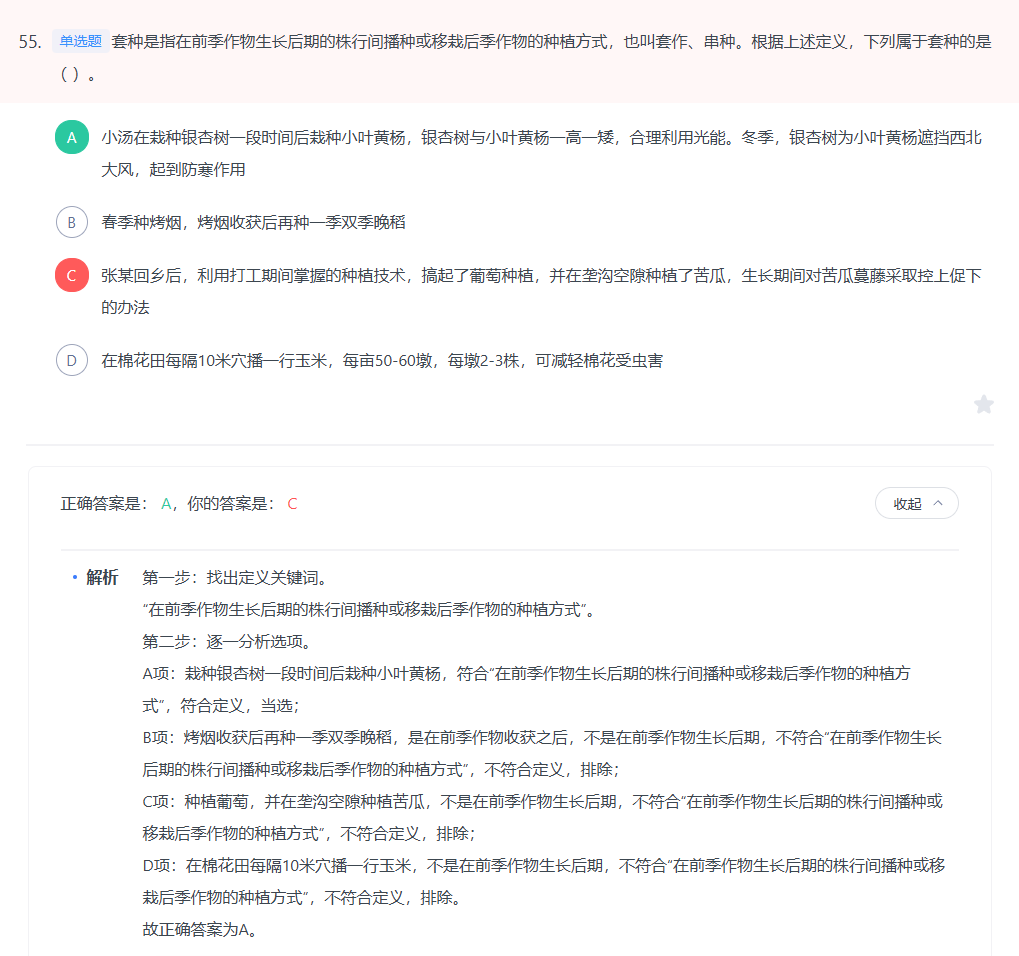 55. 单选题 套种是指在前季作物生长后期的株行间播种或移栽后季作物的种植方式，也叫套作、串种。根据上述定义，下列属于套种的是
（ ）。
A 小汤在栽种银杏树一段时间后栽种小叶黄杨，银杏树与小叶黄杨一高一矮，合理利用光能。冬季，银杏树为小叶黄杨遮挡西北
大风，起到防寒作用
B 春季种烤烟，烤烟收获后再种一季双季晚稻
C 张某回乡后，利用打工期间掌握的种植技术，搞起了葡萄种植，并在垄沟空隙种植了苦瓜，生长期间对苦瓜蔓藤采取控上促下
的办法
D 在棉花田每隔10米穴播一行玉米，每亩50-60墩，每墩2-3株，可减轻棉花受虫害
正确答案是： A，你的答案是： C
收起
解析 第一步：找出定义关键词。
“在前季作物生长后期的株行间播种或移栽后季作物的种植方式”。
第二步：逐一分析选项。
A项：栽种银杏树一段时间后栽种小叶黄杨，符合“在前季作物生长后期的株行间播种或移栽后季作物的种植方
式”，符合定义，当选；
B项：烤烟收获后再种一季双季晚稻，是在前季作物收获之后，不是在前季作物生长后期，不符合“在前季作物生长
后期的株行间播种或移栽后季作物的种植方式”，不符合定义，排除；
C项：种植葡萄，并在垄沟空隙种植苦瓜，不是在前季作物生长后期，不符合“在前季作物生长后期的株行间播种或
移栽后季作物的种植方式”，不符合定义，排除；
D项：在棉花田每隔10米穴播一行玉米，不是在前季作物生长后期，不符合“在前季作物生长后期的株行间播种或移
栽后季作物的种植方式”，不符合定义，排除。
故正确答案为A。